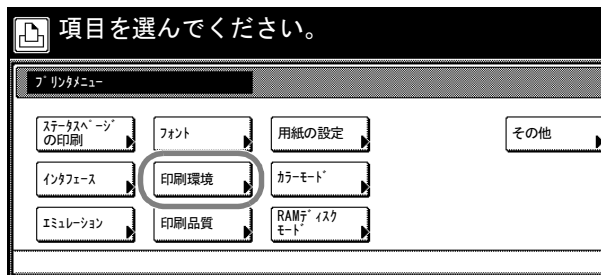 項目を選んでください。
プリンタメニュー
ステータスページ
の印刷
フォント
用紙の設定
その他
インタフェース
印刷環境
カラーモード
エミュレーション
印刷品質
RAMディスク
モード